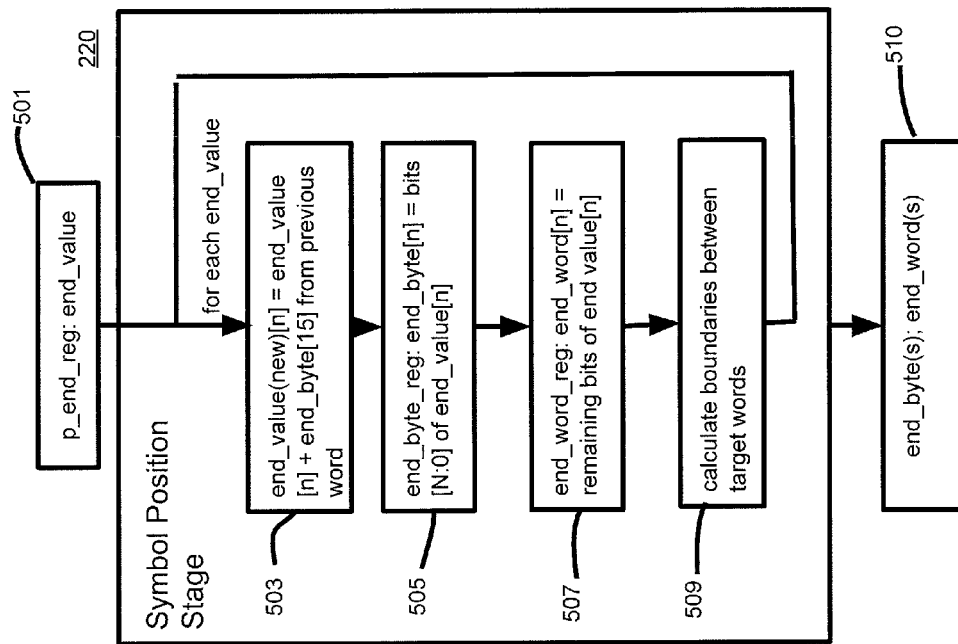 501
p_end_reg: end_value
220
Symbol Position
Stage
for each end_value
503
end_value(new)[n] = end_value
[n] + end_byte[15] from previous
word
505
end_byte_reg: end_byte[n] = bits
[N:0] of end_value[n]
507
end_word_reg: end_word[n] =
remaining bits of end value[n]
509
calculate boundaries between
target words
510
end_byte(s); end_word(s)